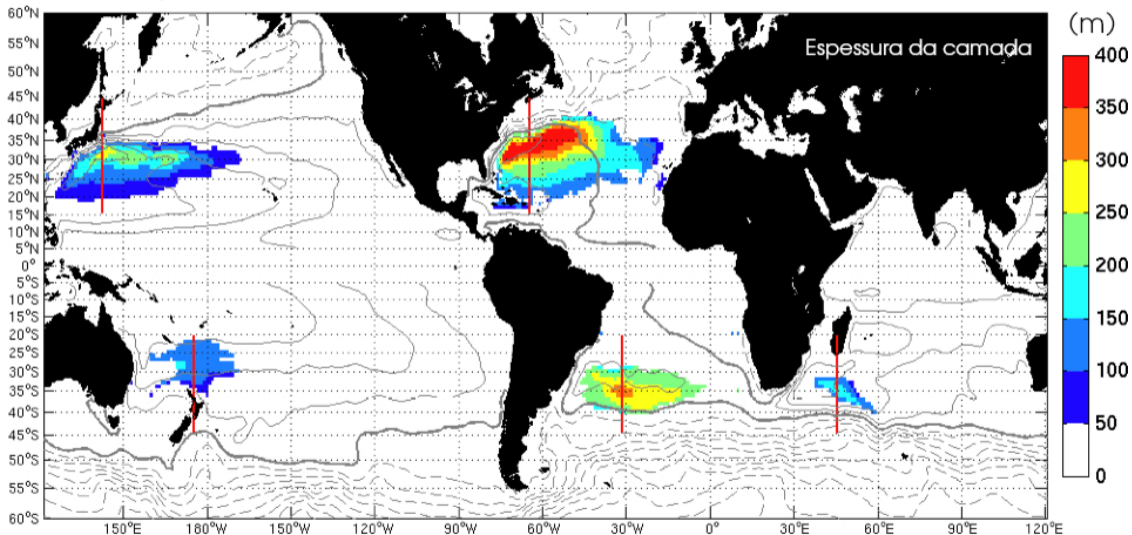 (m)
Espessura da camada
60°N
55°N
50°N
45°N
40°N
35°N
30°N
25°N
20°N
15°N
10°N
5°N
0°
5°S
10°S
15°S
20°S
25°S
30°S
35°S
40°S
45°S
50°S
55°S
60°S
150°E 180°W 150°W 120°W 90°W 60°W 30°W 0° 30°E 60°E 90°E 120°E
400
350
300
250
200
150
100
50
0